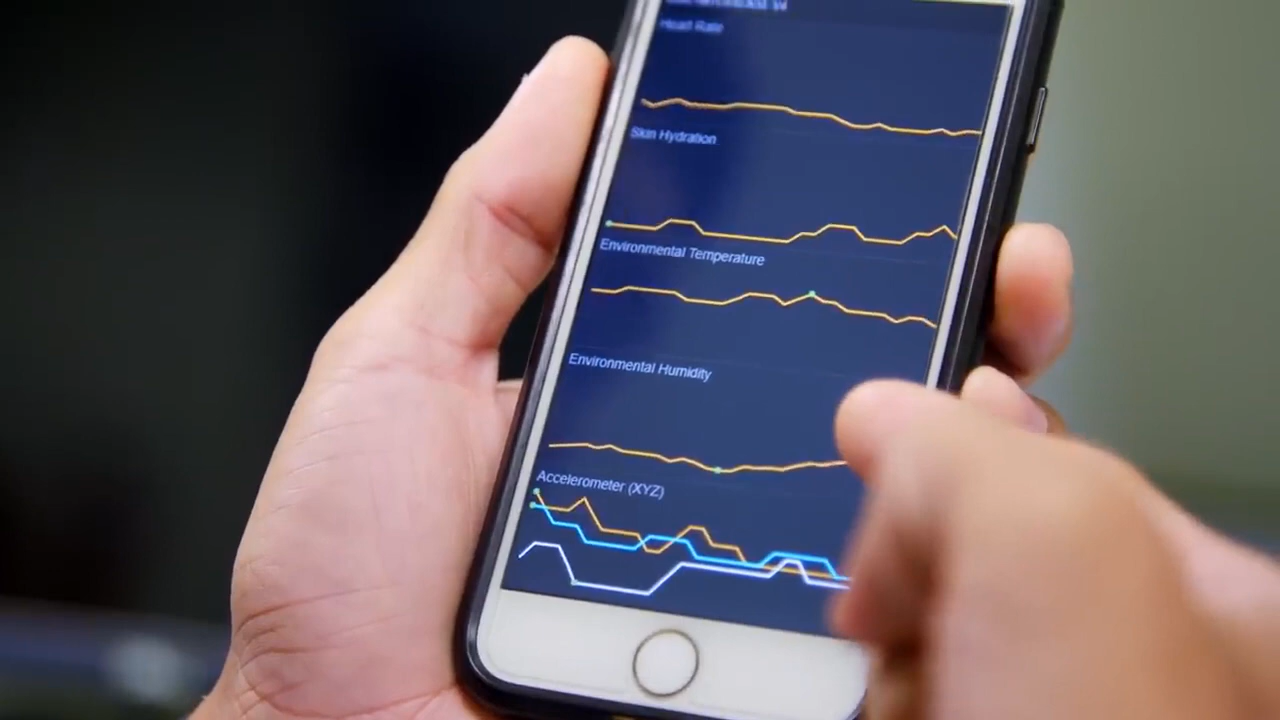 Heart Rate
Skin Hydration
Environmental Temperature
Environmental Humidity
Accelerometer (XYZ)